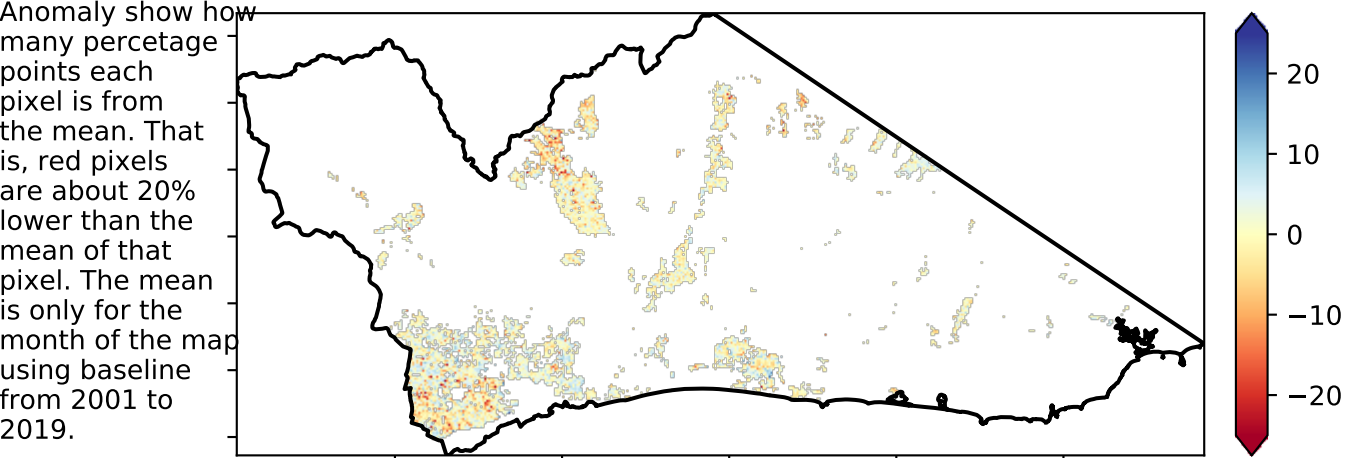 Anomaly show how
many percetage
points each
pixel is from
the mean. That
is, red pixels
are about 20%
lower than the
mean of that
pixel. The mean
is only for the
month of the map
using baseline
from 2001 to
2019.
20
10
0
−10
−20